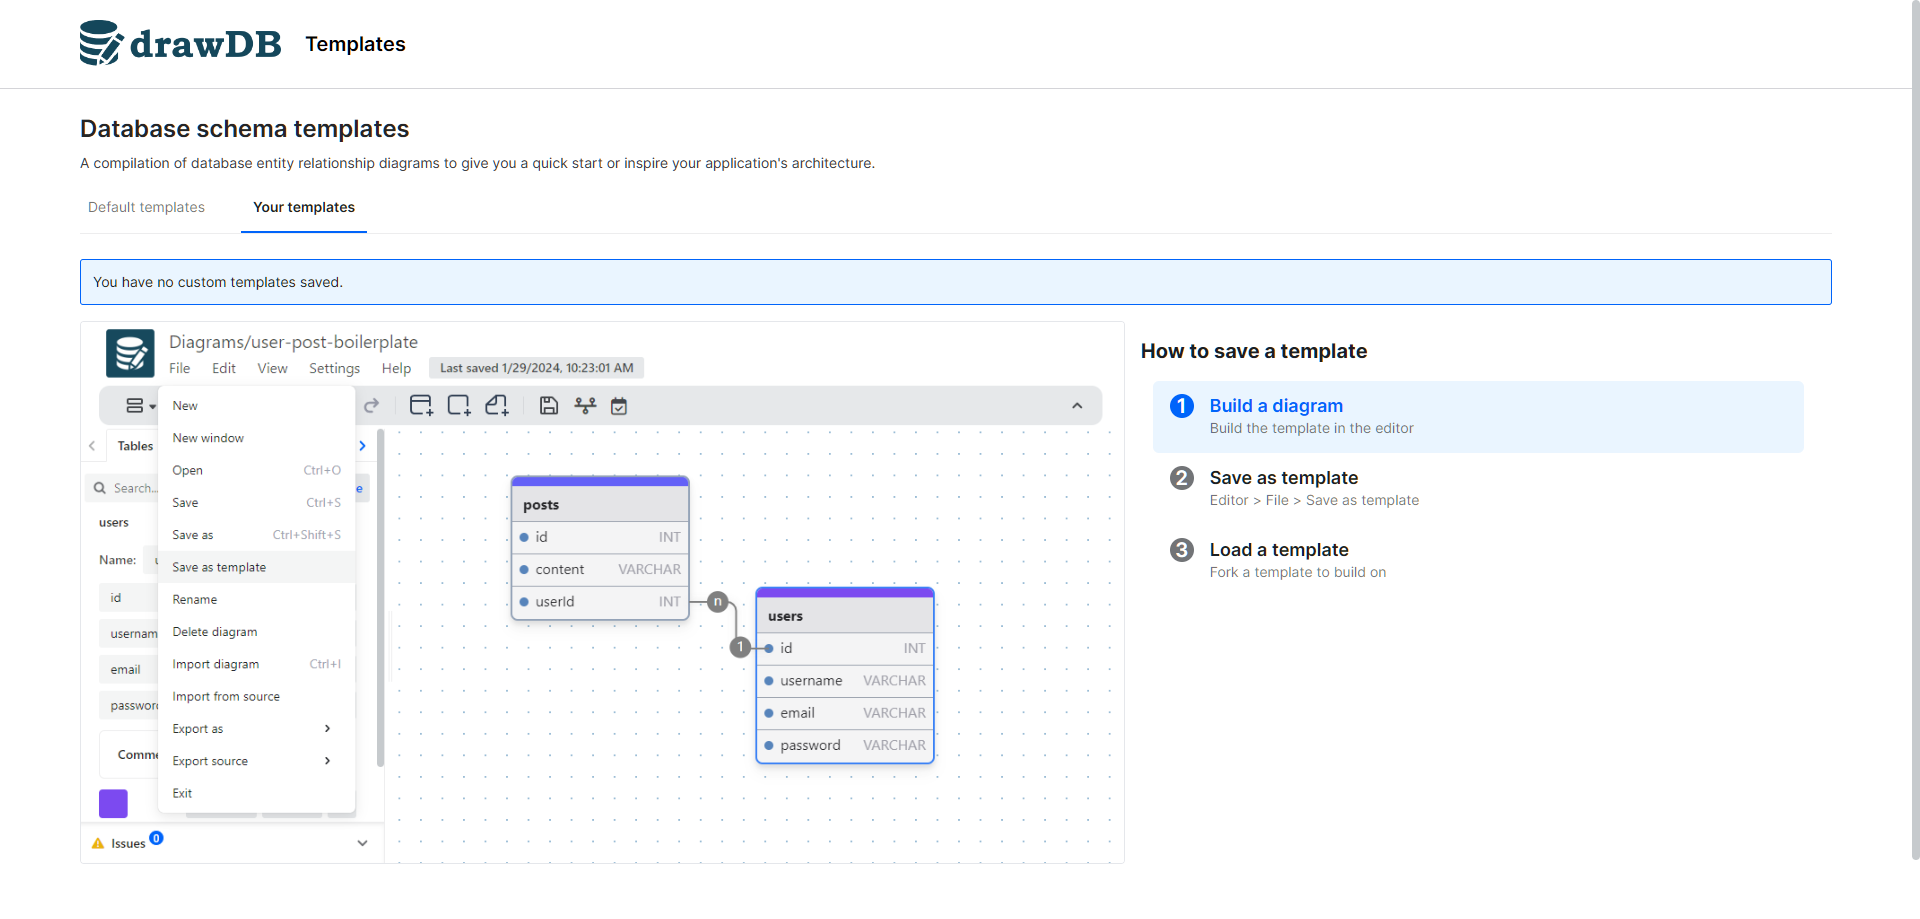 drawDB Templates
Database schema templates
A compilation of database entity relationship diagrams to give you a quick start or inspire your application's architecture.
Default templates
Your templates
You have no custom templates saved.
Diagrams/user-post-boilerplate
File Edit View Settings Help Last saved 1/29/2024, 10:23:01 AM
New
New window
Open Ctrl+O
Save Ctrl+S
Save as Ctrl+Shift+S
Save as template
Rename
Delete diagram
Import diagram Ctrl+I
Import from source
Export as
Export source
Exit
Tables
Search...
e
users
Name: u
id
usernam
email
passwor
Comme
Issues 0
posts
id INT
content VARCHAR
userId INT
n
1
users
id INT
username VARCHAR
email VARCHAR
password VARCHAR
How to save a template
1 Build a diagram
Build the template in the editor
2 Save as template
Editor > File > Save as template
3 Load a template
Fork a template to build on